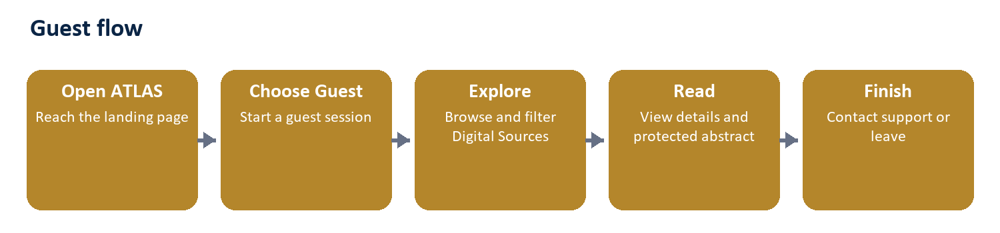 Guest flow
Open ATLAS
Reach the landing page
Choose Guest
Start a guest session
Explore
Browse and filter
Digital Sources
Read
View details and
protected abstract
Finish
Contact support or
leave